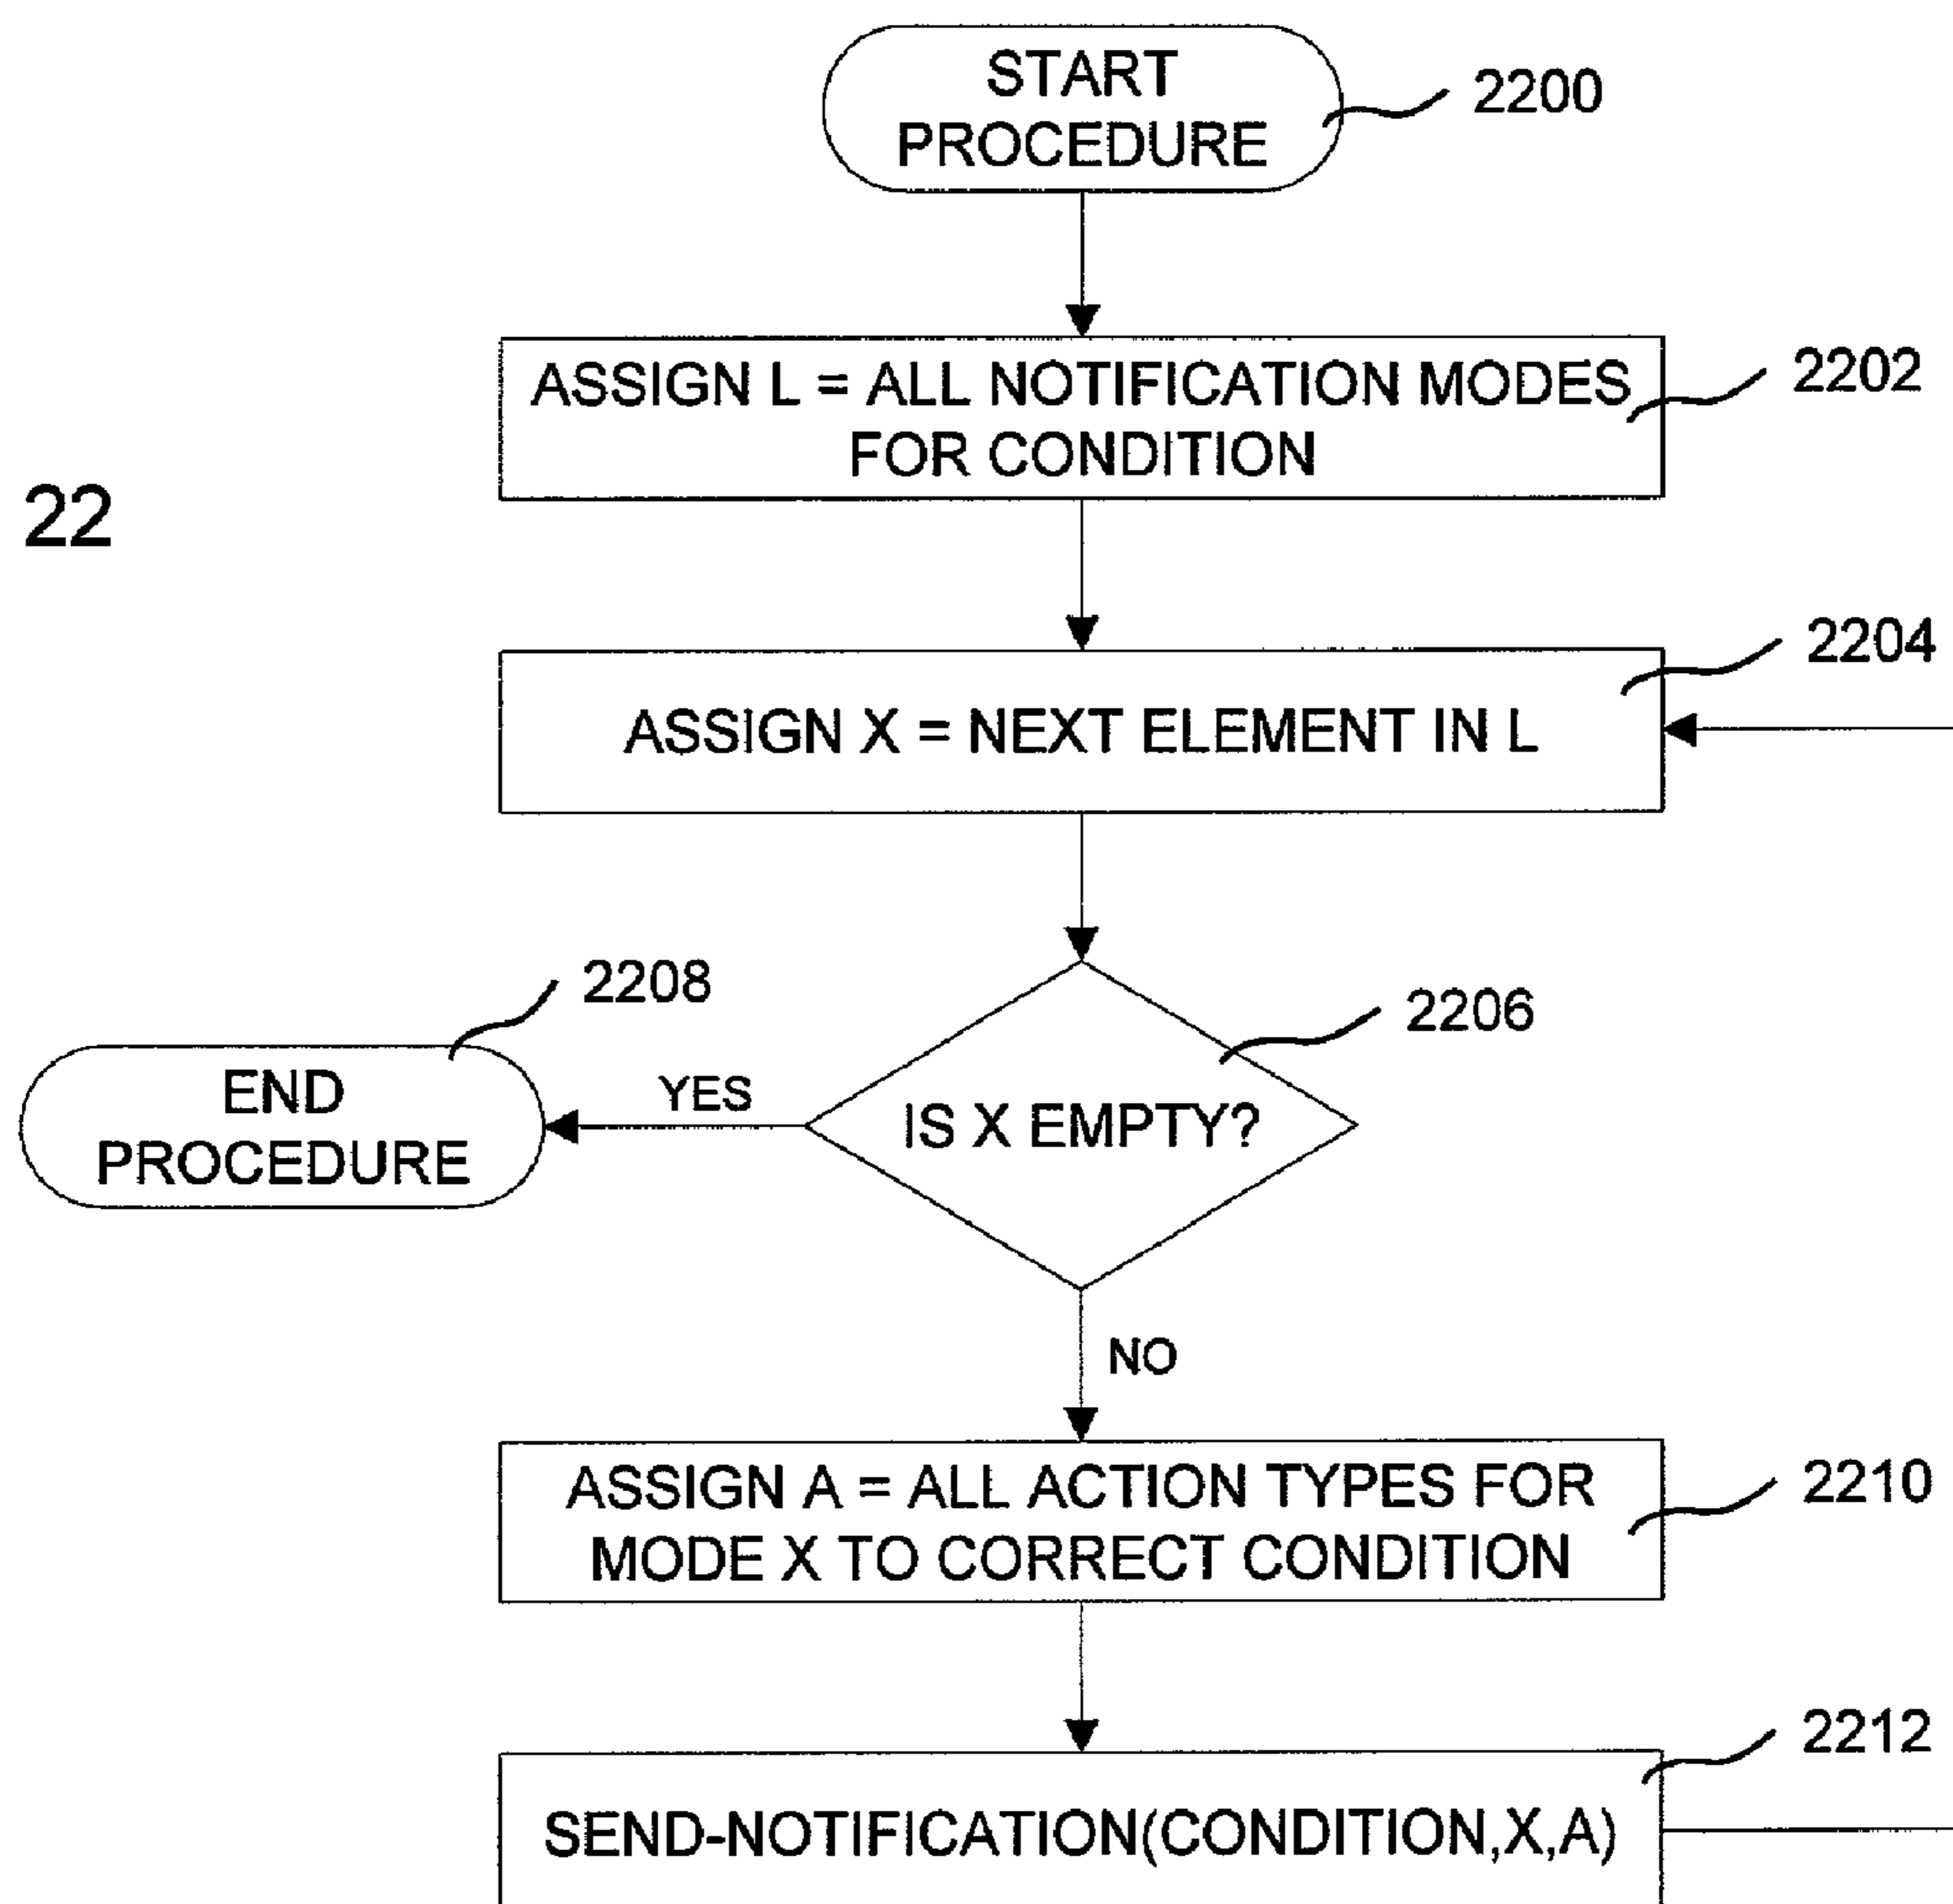 START
PROCEDURE
2200
ASSIGN L = ALL NOTIFICATION MODES
FOR CONDITION
2202
22
ASSIGN X = NEXT ELEMENT IN L
2204
2208
END
PROCEDURE
YES
IS X EMPTY?
2206
NO
ASSIGN A = ALL ACTION TYPES FOR
MODE X TO CORRECT CONDITION
2210
SEND-NOTIFICATION(CONDITION,X,A)
2212